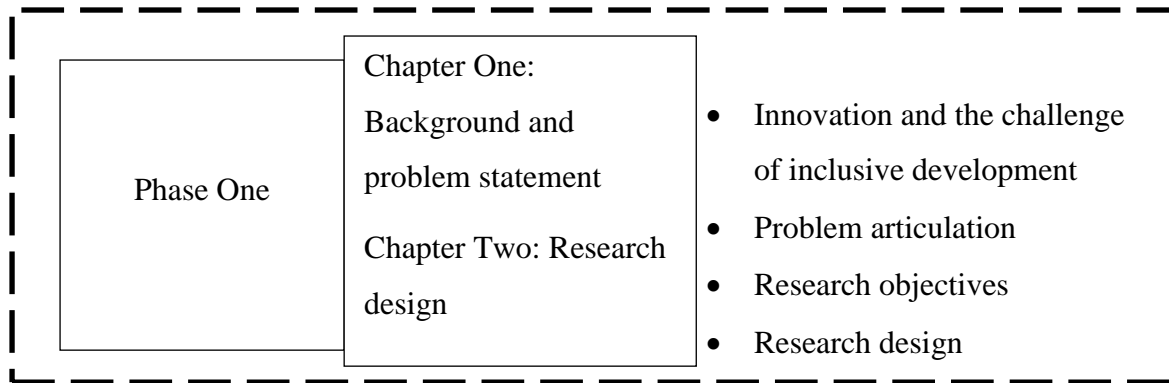 Phase One
Chapter One:
Background and
problem statement
Chapter Two: Research
design
• Innovation and the challenge
of inclusive development
• Problem articulation
• Research objectives
• Research design